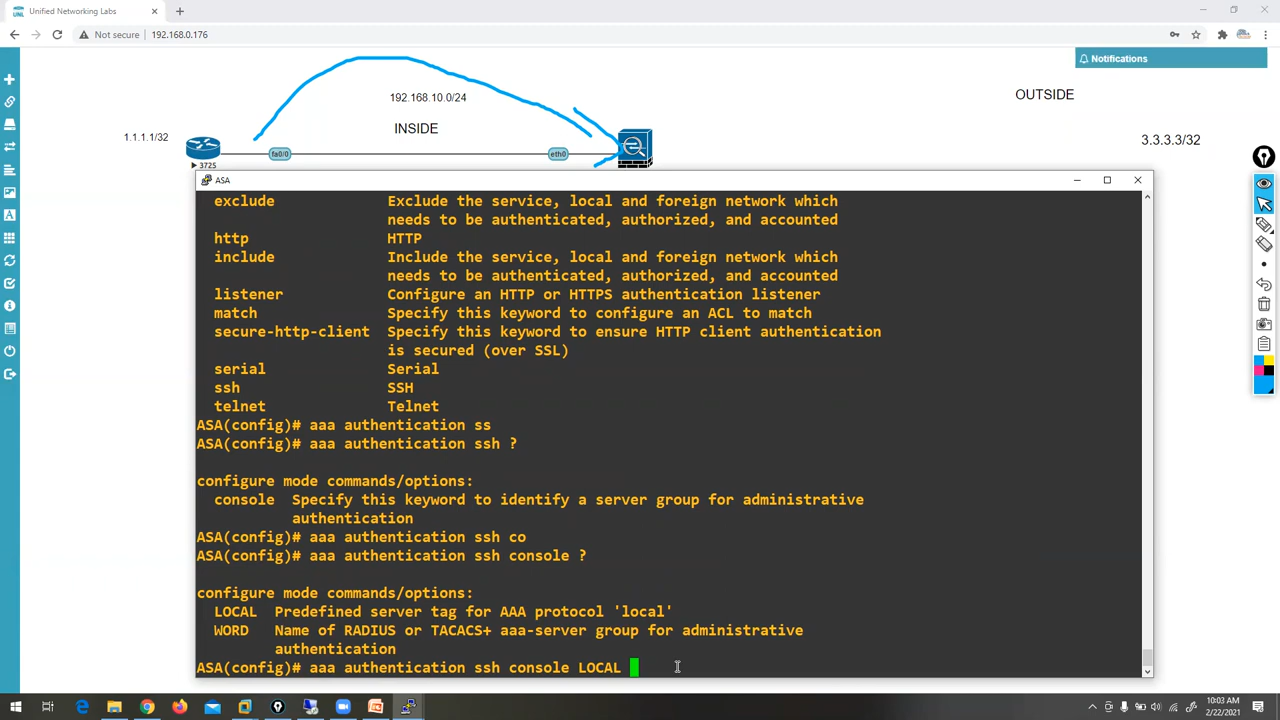 Unified Networking Labs
Not secure
192.168.0.176
Notifications
OUTSIDE
192.168.10.0/24
INSIDE
1.1.1.1/32
3.3.3.3/32
fa0/0
eth0
3725
ASA
exclude Exclude the service, local and foreign network which
needs to be authenticated, authorized, and accounted
http HTTP
include Include the service, local and foreign network which
needs to be authenticated, authorized, and accounted
listener Configure an HTTP or HTTPS authentication listener
match Specify this keyword to configure an ACL to match
secure-http-client Specify this keyword to ensure HTTP client authentication
is secured (over SSL)
serial Serial
ssh SSH
telnet Telnet
ASA(config)# aaa authentication ss
ASA(config)# aaa authentication ssh ?
configure mode commands/options:
console Specify this keyword to identify a server group for administrative
authentication
ASA(config)# aaa authentication ssh co
ASA(config)# aaa authentication ssh console ?
configure mode commands/options:
LOCAL Predefined server tag for AAA protocol 'local'
WORD Name of RADIUS or TACACS+ aaa-server group for administrative
authentication
ASA(config)# aaa authentication ssh console LOCAL
10:03 AM
2/22/2021